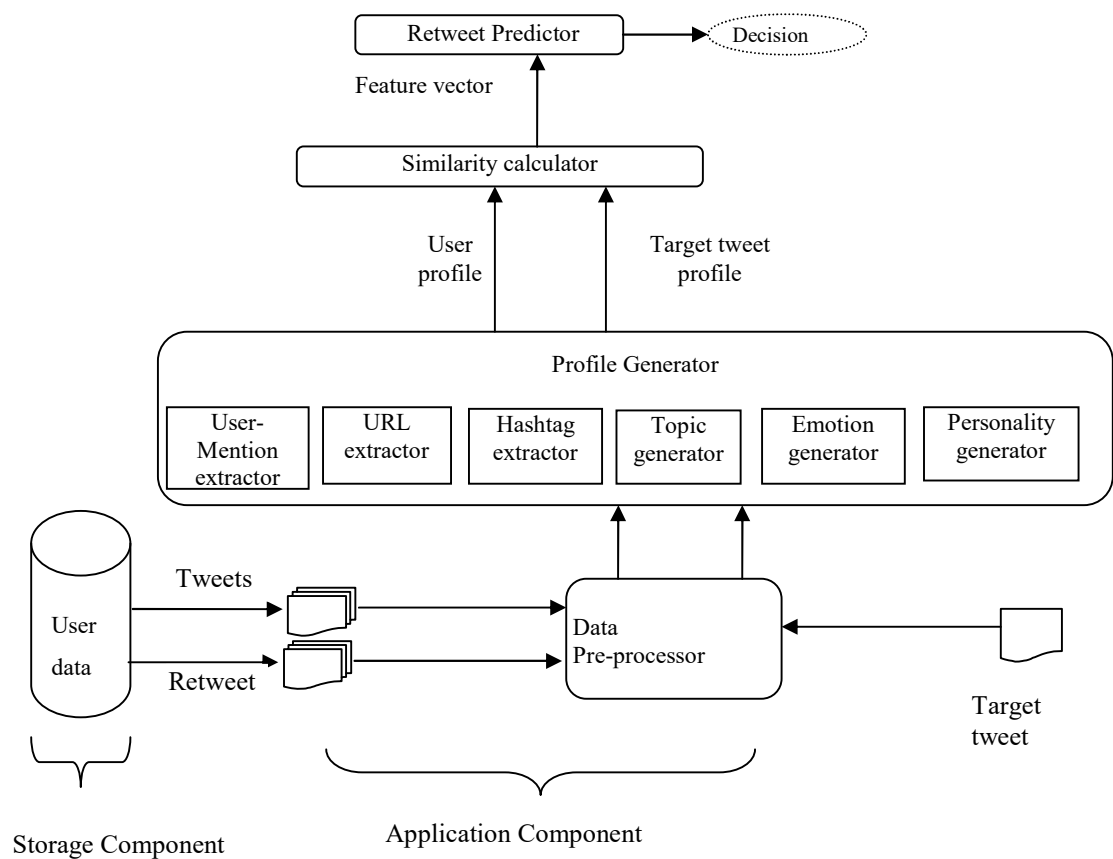 Retweet Predictor
Decision
Feature vector
Similarity calculator
User
profile
Target tweet
profile
Profile Generator
User-
Mention
extractor
URL
extractor
Hashtag
extractor
Topic
generator
Emotion
generator
Personality
generator
Tweets
User
data
Retweet
Data
Pre-processor
Target
tweet
Storage Component
Application Component